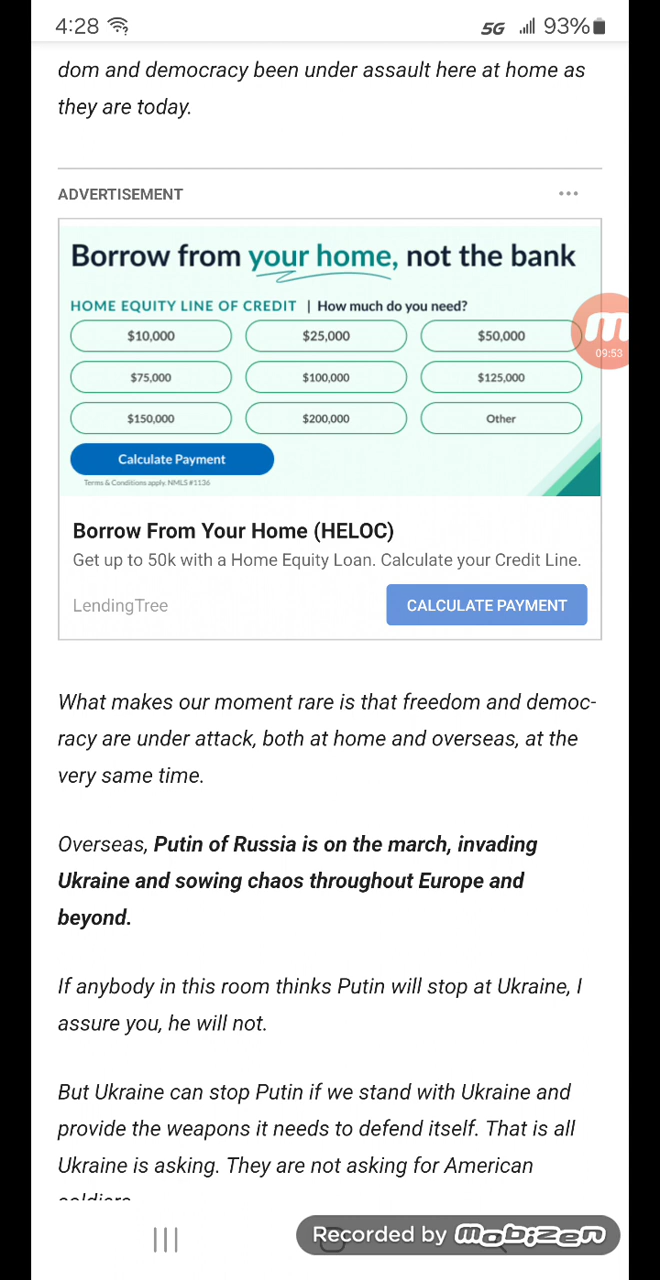 4:28
5G 93%
dom and democracy been under assault here at home as
they are today.
ADVERTISEMENT
Borrow from your home, not the bank
HOME EQUITY LINE OF CREDIT | How much do you need?
$10,000 $25,000 $50,000
$75,000 $100,000 $125,000
$150,000 $200,000 Other
Calculate Payment
Terms & Conditions apply. NMLS #1136
09:53
Borrow From Your Home (HELOC)
Get up to 50k with a Home Equity Loan. Calculate your Credit Line.
LendingTree
CALCULATE PAYMENT
What makes our moment rare is that freedom and democ-
racy are under attack, both at home and overseas, at the
very same time.
Overseas, Putin of Russia is on the march, invading
Ukraine and sowing chaos throughout Europe and
beyond.
If anybody in this room thinks Putin will stop at Ukraine, I
assure you, he will not.
But Ukraine can stop Putin if we stand with Ukraine and
provide the weapons it needs to defend itself. That is all
Ukraine is asking. They are not asking for American
Recorded by mobizen